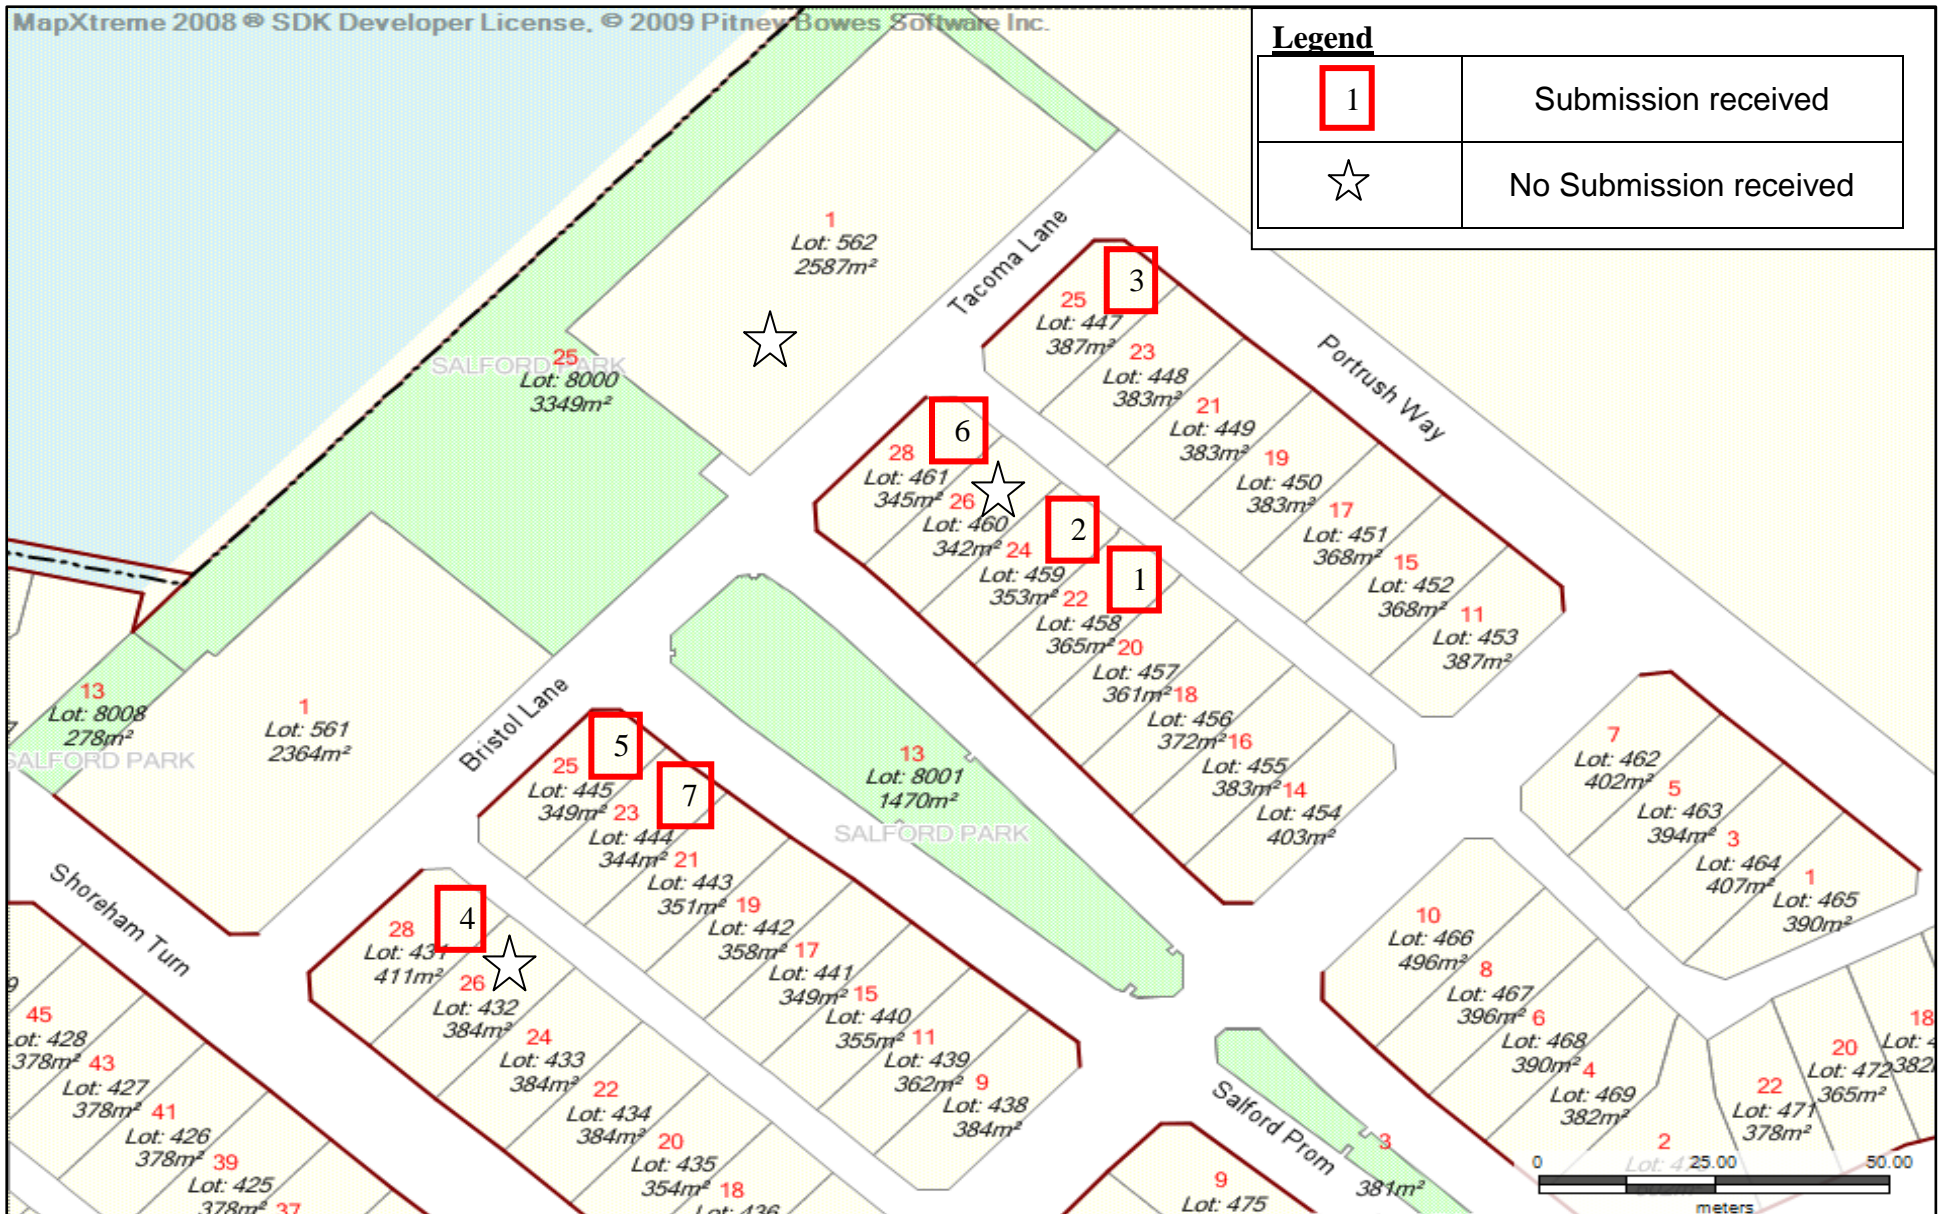 MapXtreme 2008 ® SDK Developer License, © 2009 Pitney Bowes Software Inc.
Legend
1
Submission received
No Submission received
1
Lot: 562
2587m²
Tacoma Lane
3
25
Lot: 447
387m²
23
Lot: 448
383m²
21
Lot: 449
383m²
19
Lot: 450
383m²
17
Lot: 451
368m²
15
Lot: 452
368m²
11
Lot: 453
387m²
Portrush Way
SALFORD PARK
25
Lot: 8000
3349m²
6
28
Lot: 461
345m²
26
Lot: 460
342m²
2
24
Lot: 459
353m²
1
22
Lot: 458
365m²
20
Lot: 457
361m²
18
Lot: 456
372m²
16
Lot: 455
383m²
14
Lot: 454
403m²
7
Lot: 462
402m²
5
Lot: 463
394m²
3
Lot: 464
407m²
1
Lot: 465
390m²
13
Lot: 8008
278m²
SALFORD PARK
1
Lot: 561
2364m²
Bristol Lane
5
25
Lot: 445
349m²
7
23
Lot: 444
344m²
21
Lot: 443
351m²
19
Lot: 442
358m²
17
Lot: 441
349m²
15
Lot: 440
355m²
11
Lot: 439
362m²
9
Lot: 438
384m²
13
Lot: 8001
1470m²
SALFORD PARK
Shoreham Turn
4
28
Lot: 431
411m²
26
Lot: 432
384m²
24
Lot: 433
384m²
22
Lot: 434
384m²
20
Lot: 435
354m²
18
Lot: 436
10
Lot: 466
496m²
8
Lot: 467
396m²
6
Lot: 468
390m²
4
Lot: 469
382m²
2
22
Lot: 471
378m²
20
Lot: 472
365m²
18
382
9
45
Lot: 428
378m²
43
Lot: 427
378m²
41
Lot: 426
378m²
39
Lot: 425
378m²
37
Salford Prom
3
381m²
9
Lot: 475
0 25.00 50.00
meters